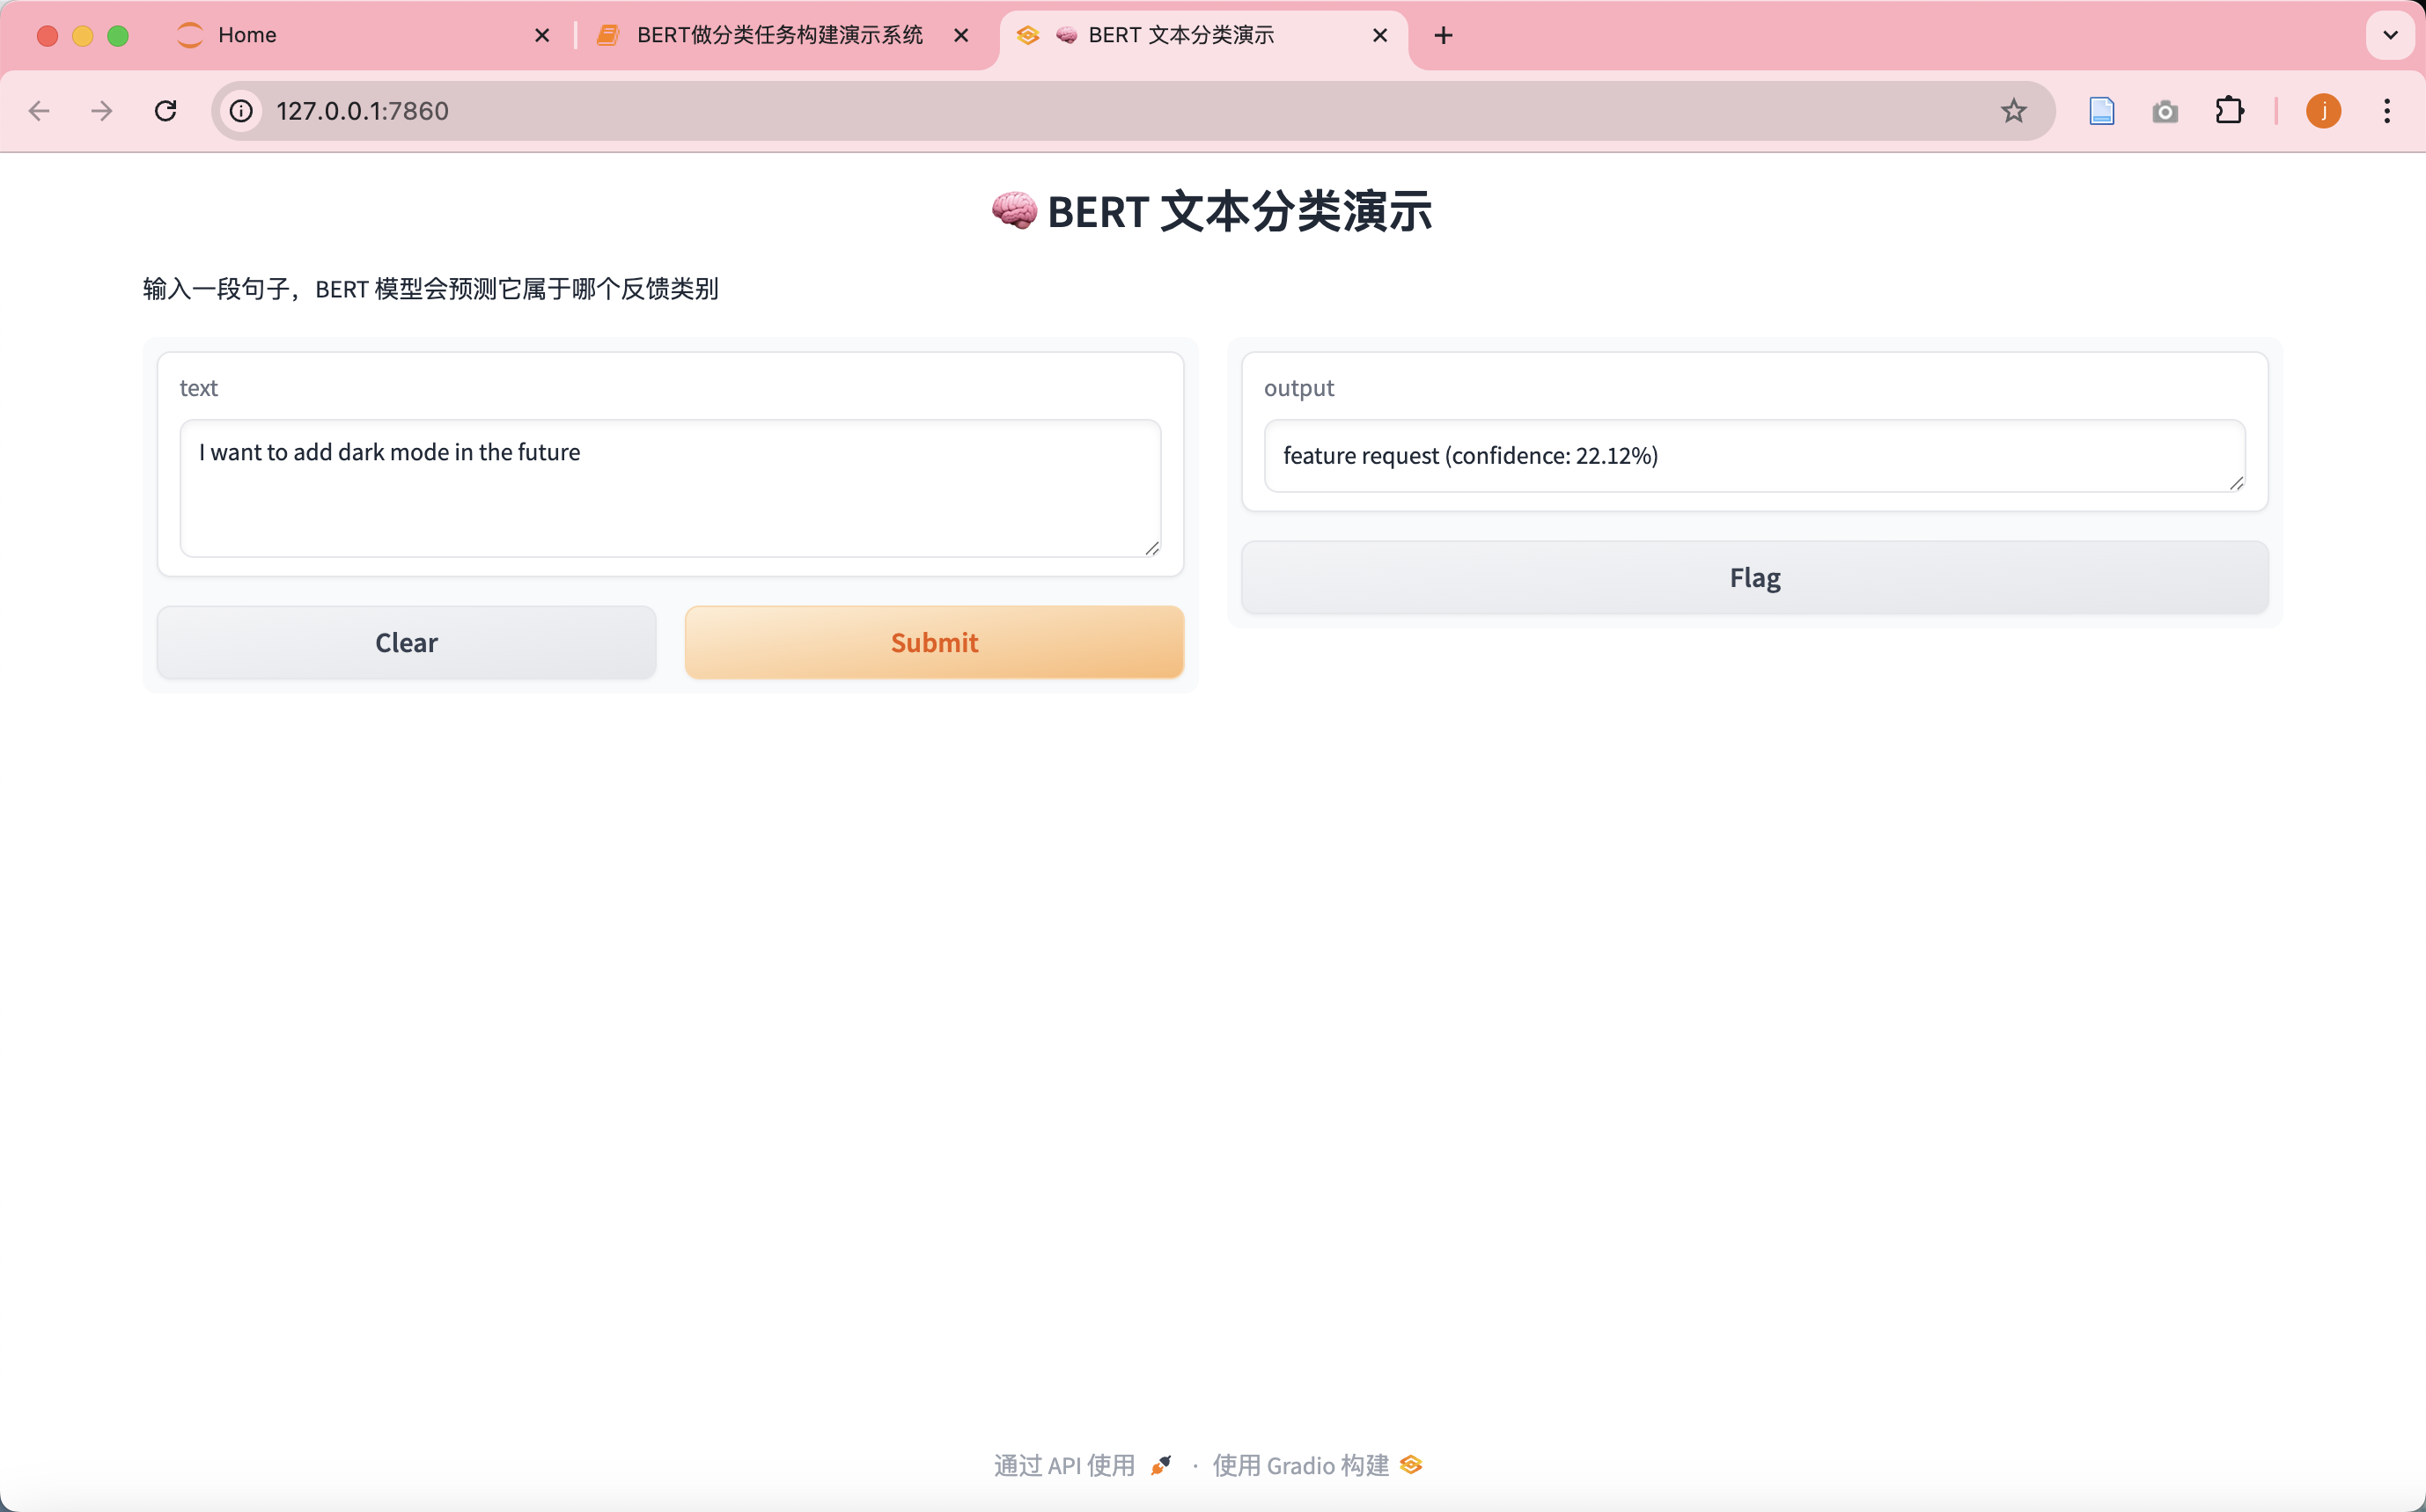 Home
BERT做分类任务构建演示系统
🧠 BERT 文本分类演示
127.0.0.1:7860
j
🧠 BERT 文本分类演示
输入一段句子，BERT 模型会预测它属于哪个反馈类别
text
I want to add dark mode in the future
Clear
Submit
output
feature request (confidence: 22.12%)
Flag
通过 API 使用 · 使用 Gradio 构建